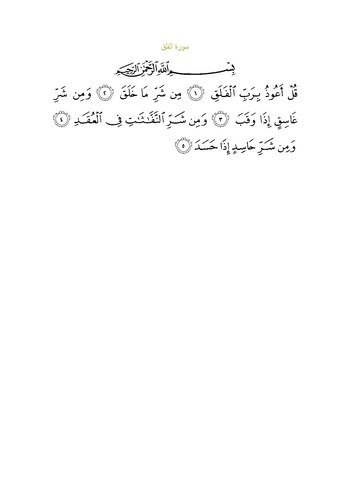 سورة الفلق
بِسْمِ ٱللَّهِ ٱلرَّحْمَٰنِ ٱلرَّحِيمِ
قُلْ أَعُوذُ بِرَبِّ ٱلْفَلَقِ ١ مِن شَرِّ مَا خَلَقَ ٢ وَمِن شَرِّ
غَاسِقٍ إِذَا وَقَبَ ٣ وَمِن شَرِّ ٱلنَّفَّٰثَٰتِ فِى ٱلْعُقَدِ ٤
وَمِن شَرِّ حَاسِدٍ إِذَا حَسَدَ ٥